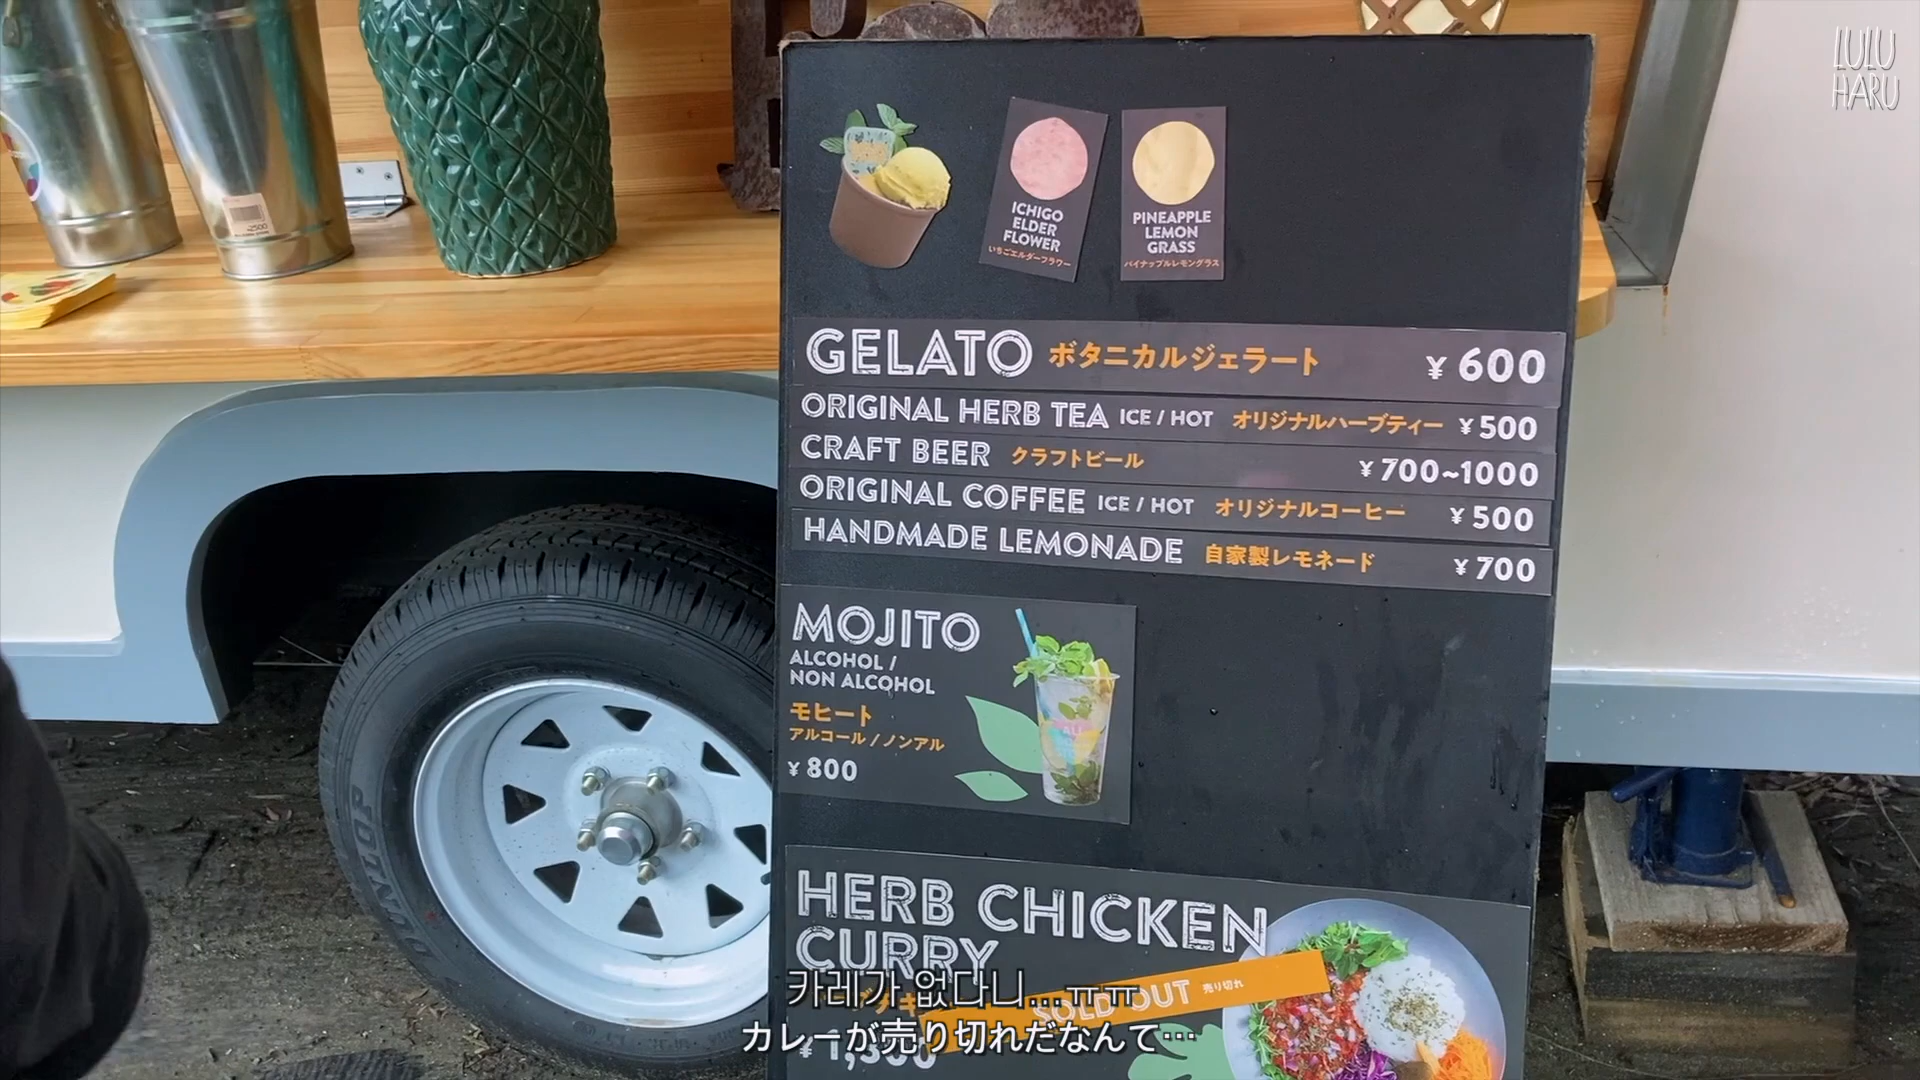 LULU
HARU
ICHIGO
ELDER
FLOWER
いちごエルダーフラワー
PINEAPPLE
LEMON
GRASS
パイナップルレモングラス
GELATO ボタニカルジェラート ¥600
ORIGINAL HERB TEA ICE / HOT オリジナルハーブティー ¥500
CRAFT BEER クラフトビール ¥700~1000
ORIGINAL COFFEE ICE / HOT オリジナルコーヒー ¥500
HANDMADE LEMONADE 自家製レモネード ¥700
MOJITO
ALCOHOL /
NON ALCOHOL
モヒート
アルコール / ノンアル
¥800
HERB CHICKEN
CURRY
SOLD OUT 売り切れ
카레가 없다니...ㅠㅠ
カレーが売り切れだなんて…
DUNLOP